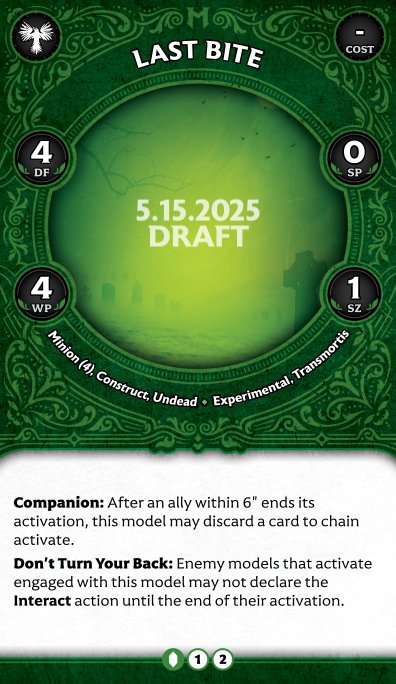 LAST BITE
-
COST
4
DF
0
SP
5.15.2025
DRAFT
4
WP
1
SZ
Minion (4), Construct, Undead ⬥ Experimental, Transmortis
Companion: After an ally within 6" ends its
activation, this model may discard a card to chain
activate.
Don't Turn Your Back: Enemy models that activate
engaged with this model may not declare the
Interact action until the end of their activation.
1 2